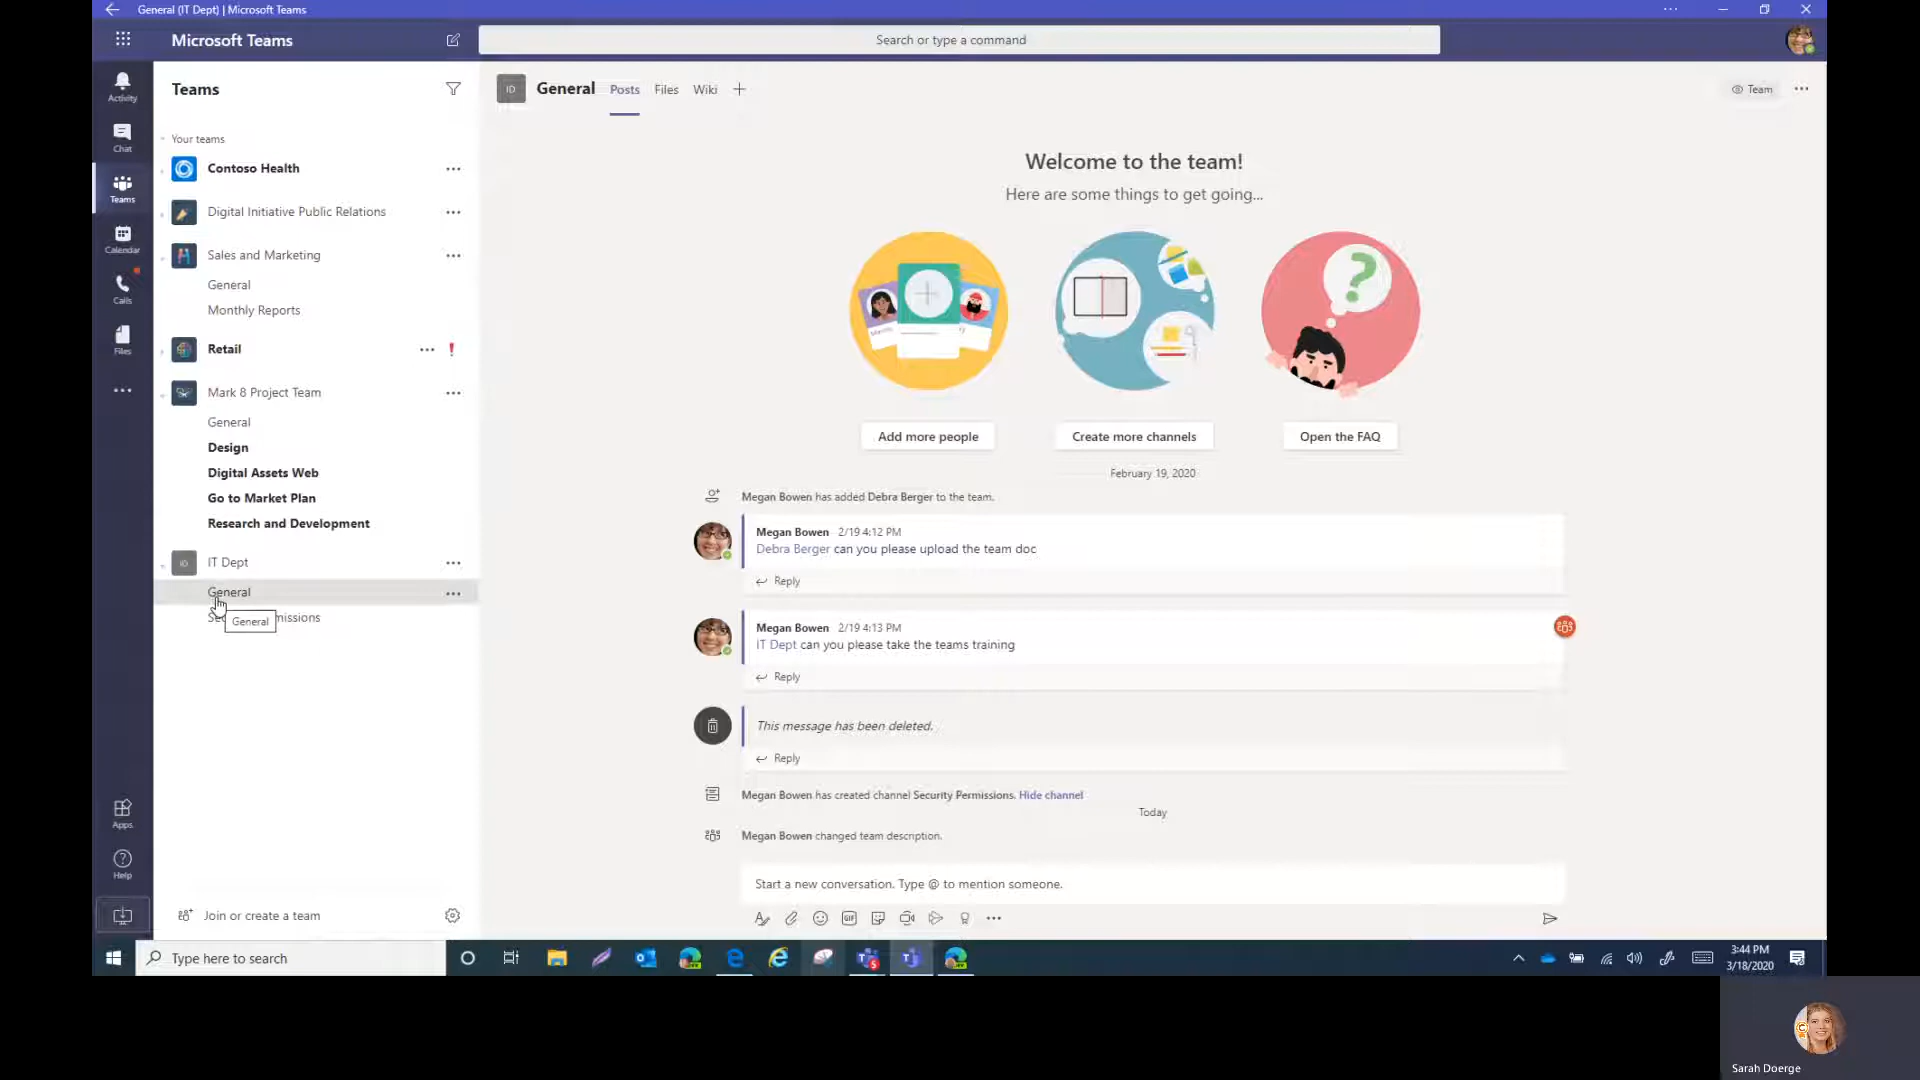 General (IT Dept) | Microsoft Teams
Microsoft Teams
Search or type a command
Activity
Chat
Teams
Calendar
Calls
Files
Apps
Help
Teams
Your teams
Contoso Health
Digital Initiative Public Relations
Sales and Marketing
General
Monthly Reports
Retail
Mark 8 Project Team
General
Design
Digital Assets Web
Go to Market Plan
Research and Development
ID
IT Dept
General
General
missions
Join or create a team
ID
General
Posts
Files
Wiki
Team
Welcome to the team!
Here are some things to get going...
Add more people
Create more channels
Open the FAQ
February 19, 2020
Megan Bowen has added Debra Berger to the team.
Megan Bowen 2/19 4:12 PM
Debra Berger can you please upload the team doc
Reply
Megan Bowen 2/19 4:13 PM
IT Dept can you please take the teams training
Reply
This message has been deleted.
Reply
Megan Bowen has created channel Security Permissions. Hide channel
Today
Megan Bowen changed team description.
Start a new conversation. Type @ to mention someone.
GIF
Type here to search
3:44 PM
3/18/2020
Sarah Doerge